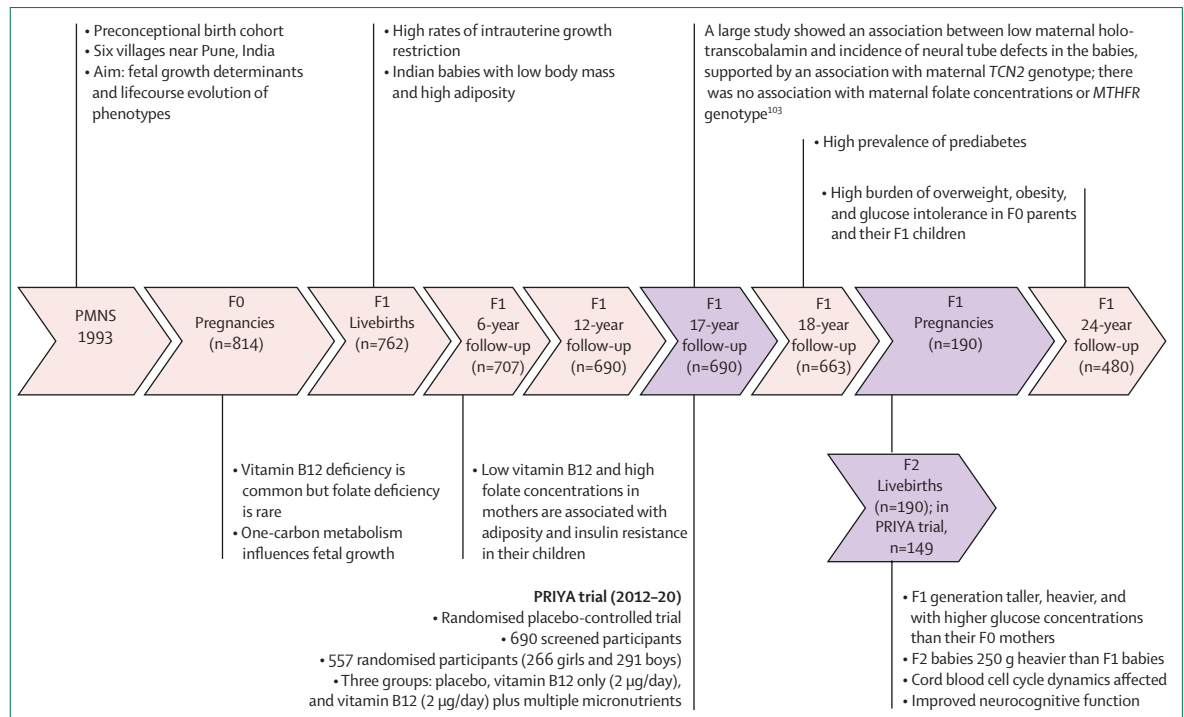 • Preconceptional birth cohort
• Six villages near Pune, India
• Aim: fetal growth determinants
and lifecourse evolution of
phenotypes
• High rates of intrauterine growth
restriction
• Indian babies with low body mass
and high adiposity
A large study showed an association between low maternal holo-
transcobalamin and incidence of neural tube defects in the babies,
supported by an association with maternal TCN2 genotype; there
was no association with maternal folate concentrations or MTHFR
genotype¹⁰³
• High prevalence of prediabetes
• High burden of overweight, obesity,
and glucose intolerance in F0 parents
and their F1 children
PMNS
1993
F0
Pregnancies
(n=814)
F1
Livebirths
(n=762)
F1
6-year
follow-up
(n=707)
F1
12-year
follow-up
(n=690)
F1
17-year
follow-up
(n=690)
F1
18-year
follow-up
(n=663)
F1
Pregnancies
(n=190)
F1
24-year
follow-up
(n=480)
• Vitamin B12 deficiency is
common but folate deficiency
is rare
• One-carbon metabolism
influences fetal growth
• Low vitamin B12 and high
folate concentrations in
mothers are associated with
adiposity and insulin resistance
in their children
F2
Livebirths
(n=190); in
PRIYA trial,
n=149
PRIYA trial (2012–20)
• Randomised placebo-controlled trial
• 690 screened participants
• 557 randomised participants (266 girls and 291 boys)
• Three groups: placebo, vitamin B12 only (2 μg/day),
and vitamin B12 (2 μg/day) plus multiple micronutrients
• F1 generation taller, heavier, and
with higher glucose concentrations
than their F0 mothers
• F2 babies 250 g heavier than F1 babies
• Cord blood cell cycle dynamics affected
• Improved neurocognitive function